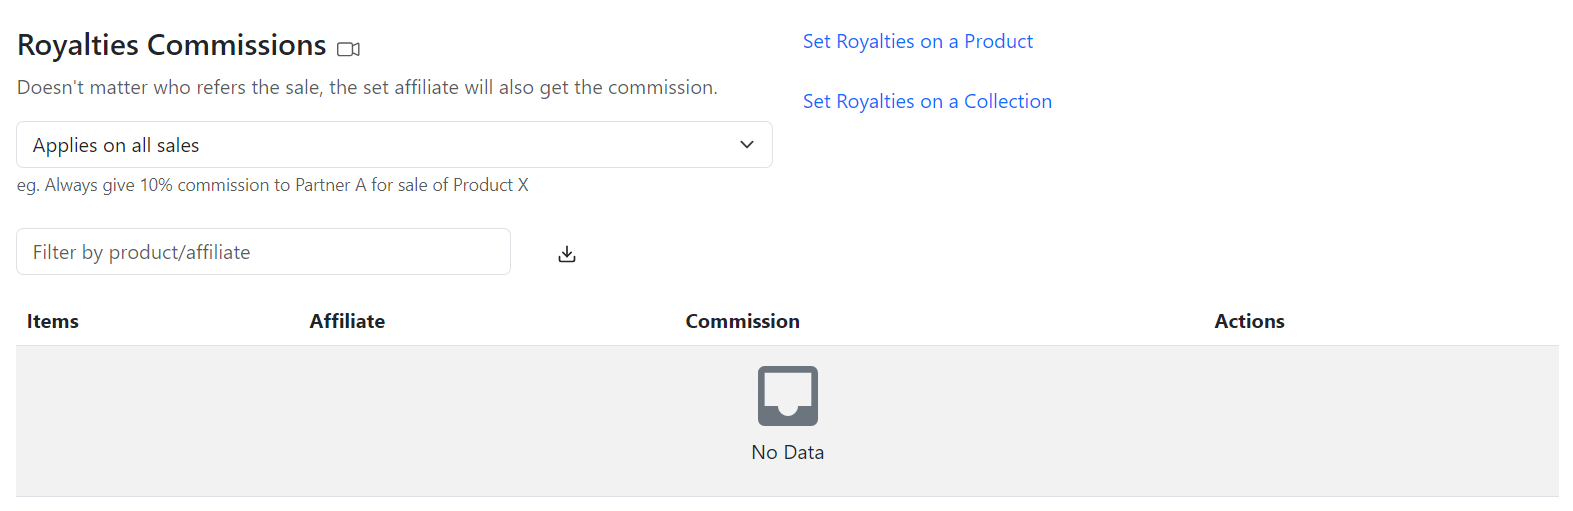 Royalties Commissions
Doesn't matter who refers the sale, the set affiliate will also get the commission.
Set Royalties on a Product
Set Royalties on a Collection
Applies on all sales
eg. Always give 10% commission to Partner A for sale of Product X
Filter by product/affiliate
Items Affiliate Commission Actions
No Data